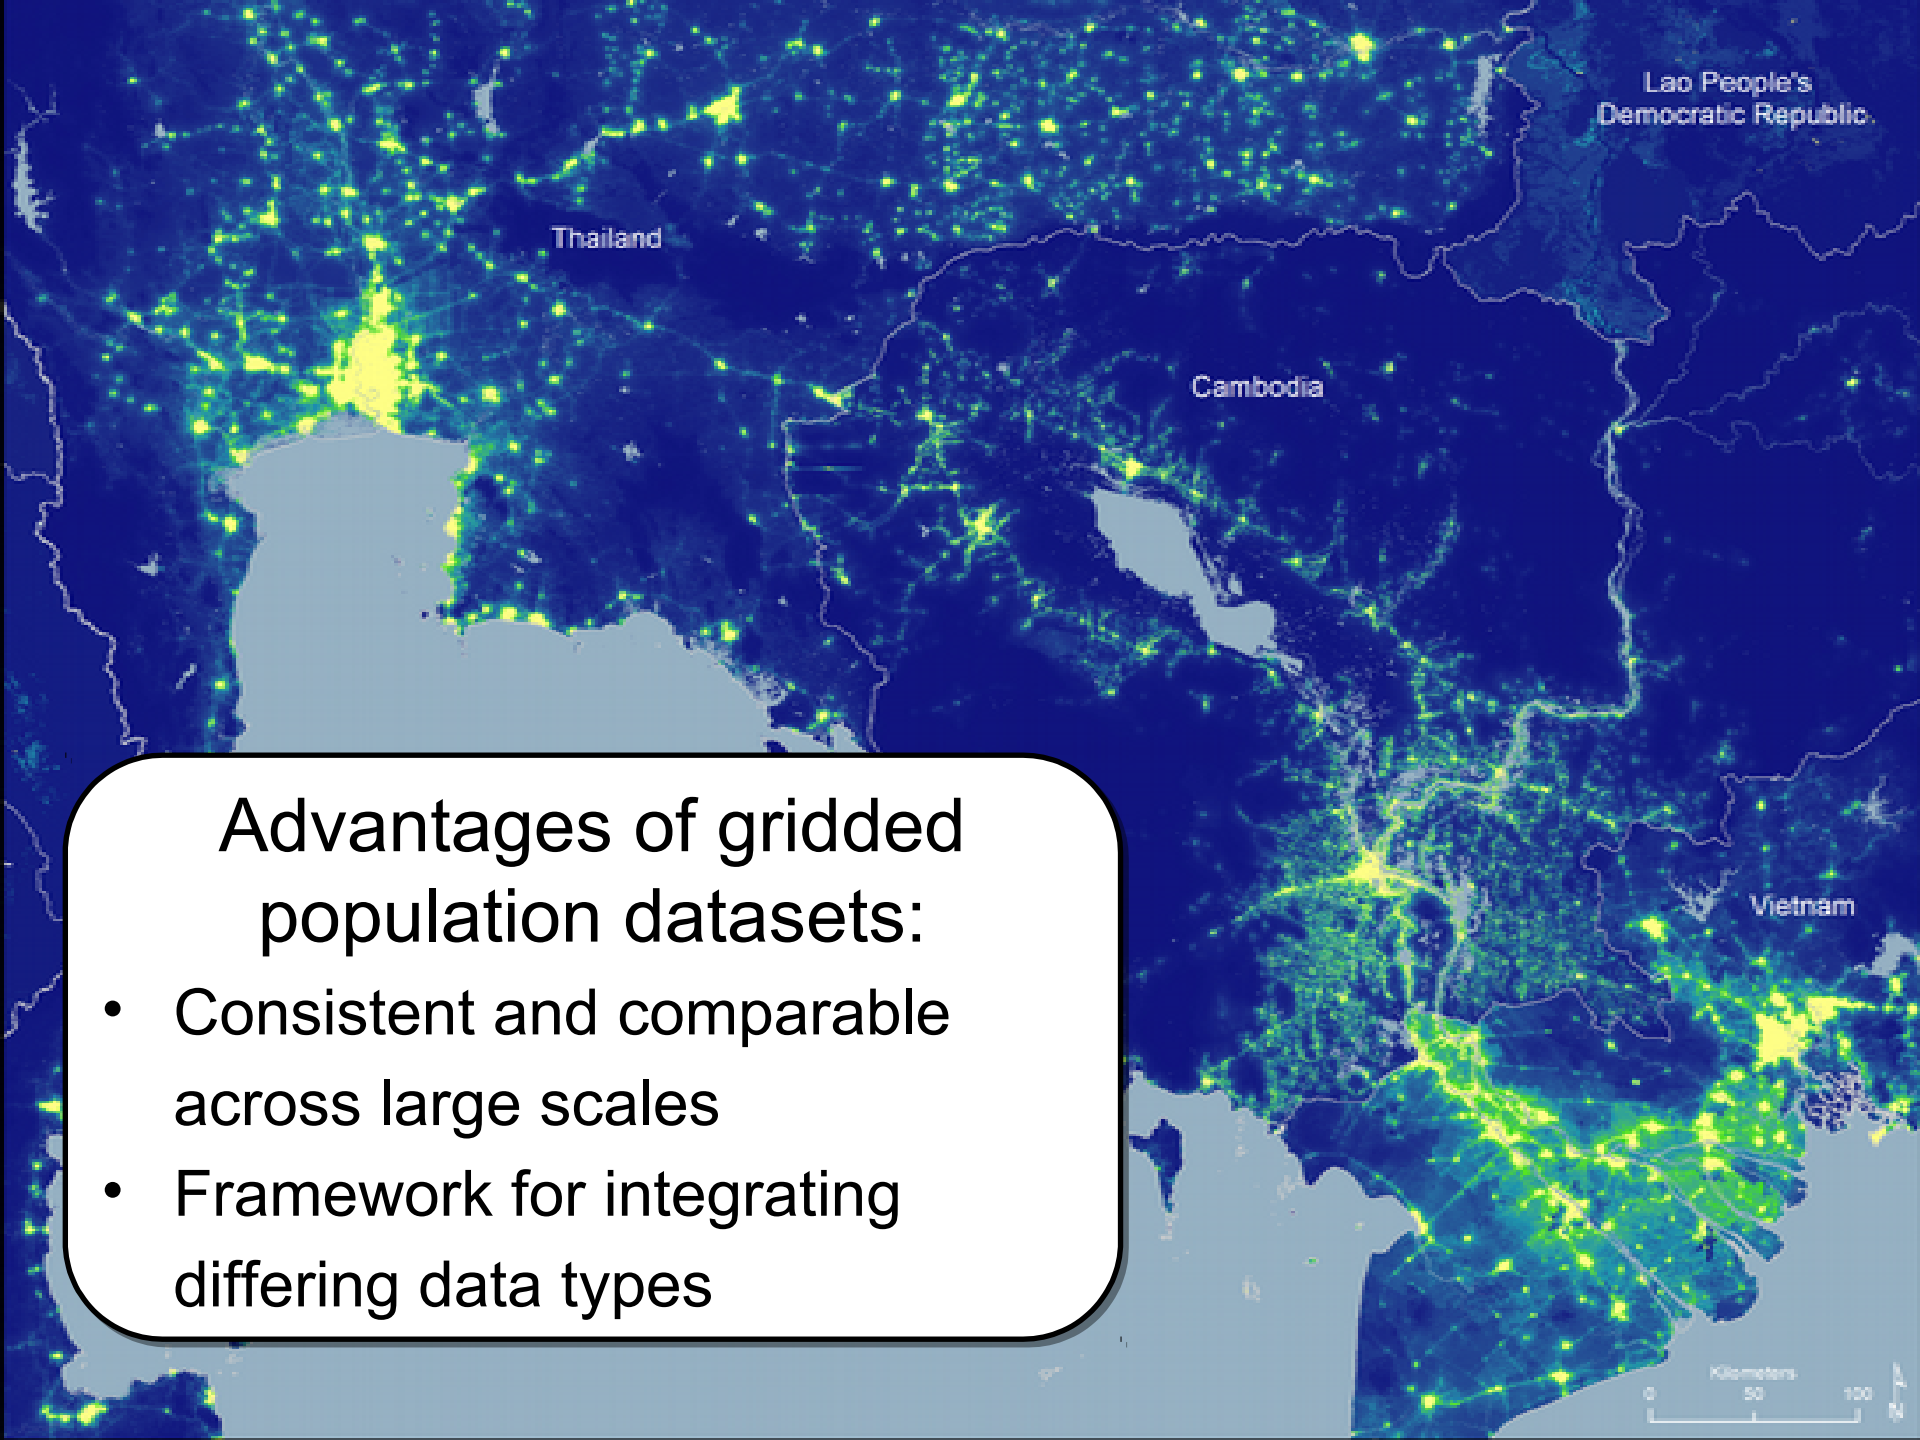 Lao People's
Democratic Republic
Thailand
Cambodia
Advantages of gridded
population datasets:
• Consistent and comparable
across large scales
• Framework for integrating
differing data types
Vietnam
Kilometers
0 50 100
N